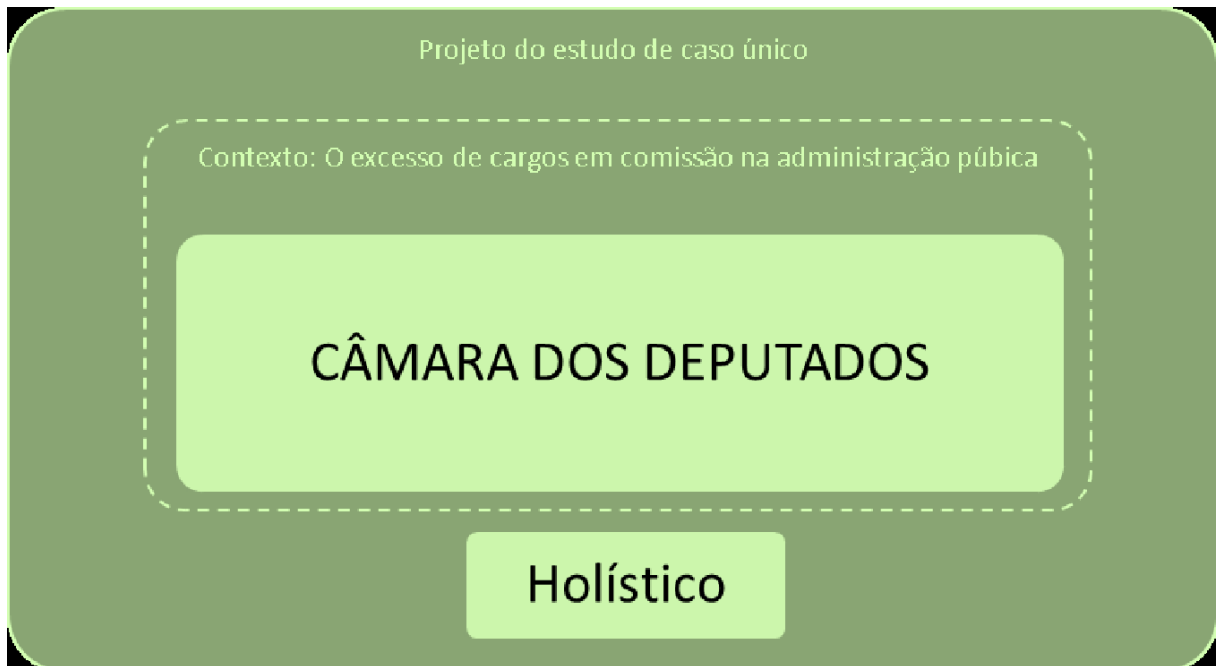 Projeto do estudo de caso único
Contexto: O excesso de cargos em comissão na administração púbica
CÂMARA DOS DEPUTADOS
Holístico